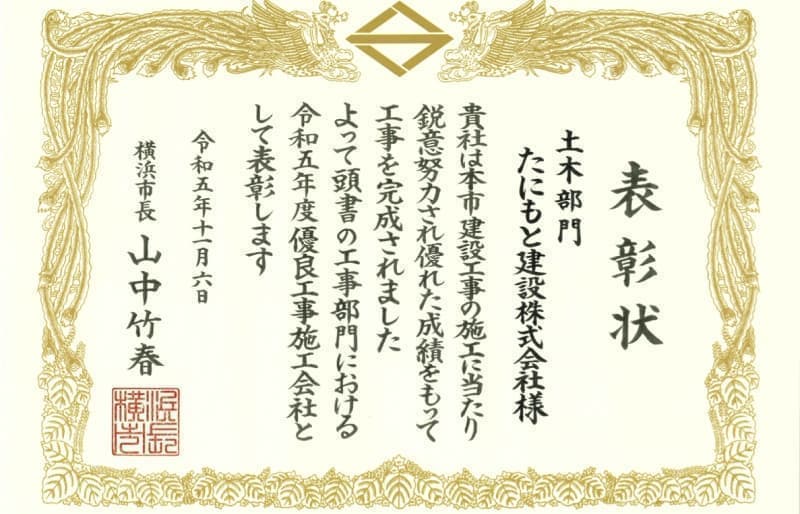 表彰状
土木部門
たにもと建設株式会社様
貴社は本市建設工事の施工に当たり
鋭意努力され優れた成績をもって
工事を完成されました
よって頭書の工事部門における
令和五年度優良工事施工会社と
して表彰します
令和五年十一月六日
横浜市長 山中竹春
横浜市長